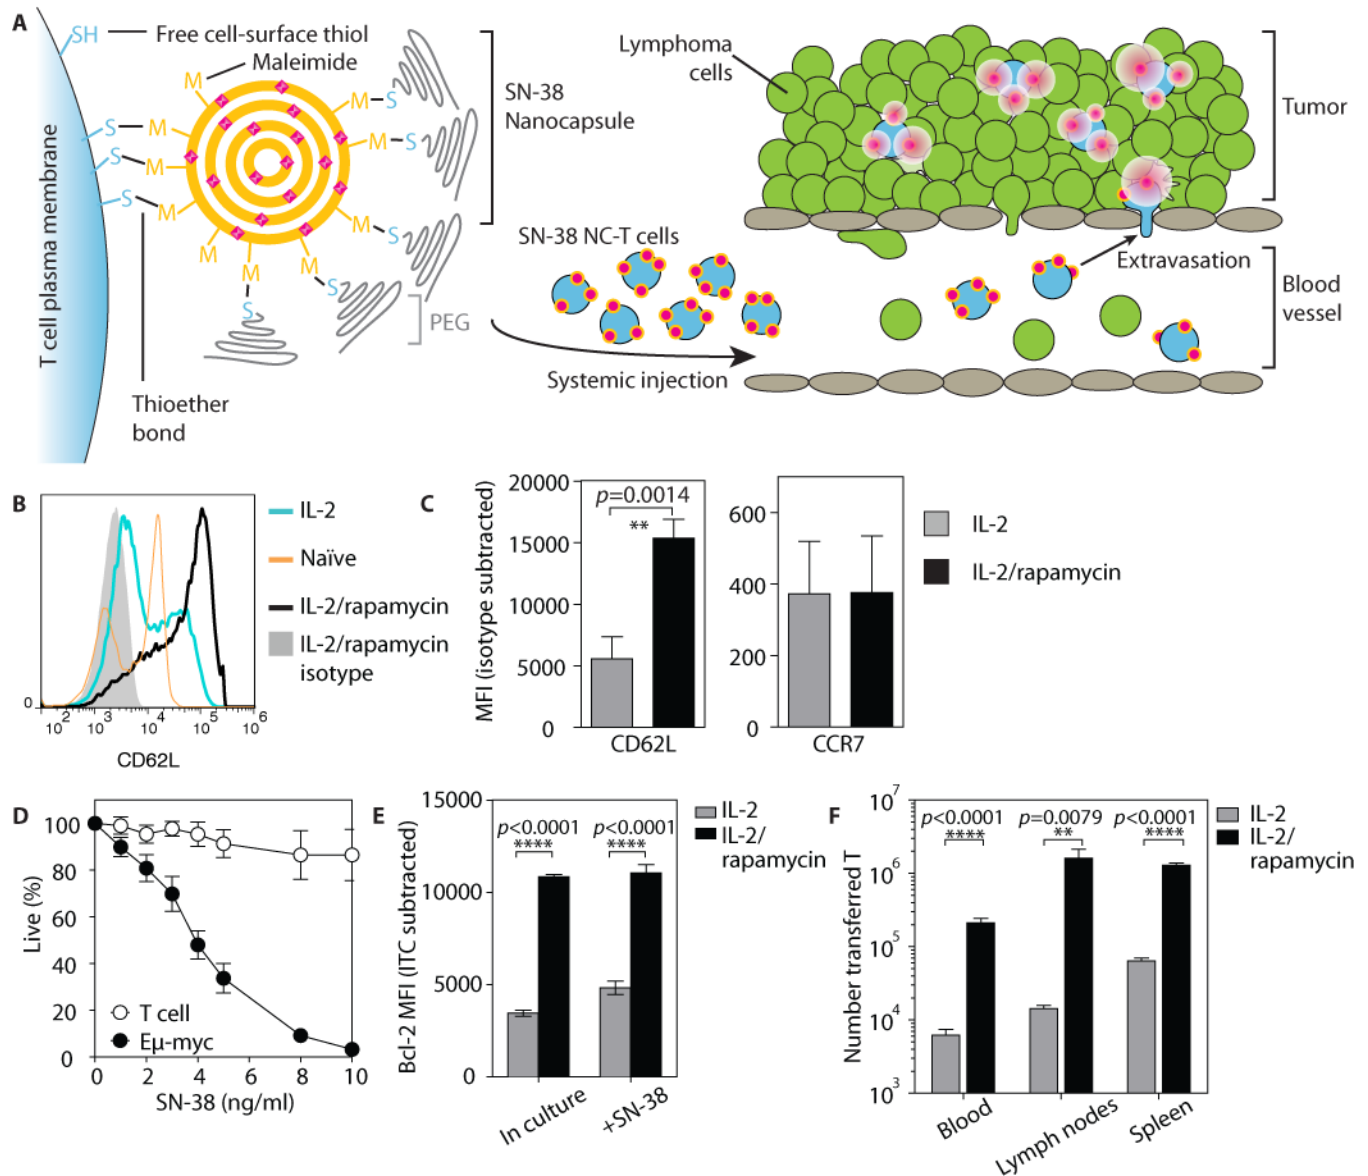 A
SH
Free cell-surface thiol
Maleimide
M
M
S
M
S
S
M
S
M
S
M
M
S
M
M
S
M
S
SN-38
Nanocapsule
PEG
T cell plasma membrane
Thioether
bond
SN-38 NC-T cells
Systemic injection
Lymphoma
cells
Tumor
Extravasation
Blood
vessel
B
IL-2
Naïve
IL-2/rapamycin
IL-2/rapamycin
isotype
0
10^2
10^3
10^4
10^5
10^6
CD62L
C
MFI (isotype subtracted)
20000
15000
10000
5000
0
p=0.0014
**
CD62L
600
400
200
0
CCR7
IL-2
IL-2/rapamycin
D
Live (%)
100
80
60
40
20
0
T cell
Eμ-myc
0 2 4 6 8 10
SN-38 (ng/ml)
E
Bcl-2 MFI (ITC subtracted)
15000
10000
5000
0
p<0.0001
****
p<0.0001
****
In culture
+SN-38
IL-2
IL-2/
rapamycin
F
Number transferred T
10^7
10^6
10^5
10^4
10^3
p<0.0001
****
p=0.0079
**
p<0.0001
****
Blood
Lymph nodes
Spleen
IL-2
IL-2/
rapamycin